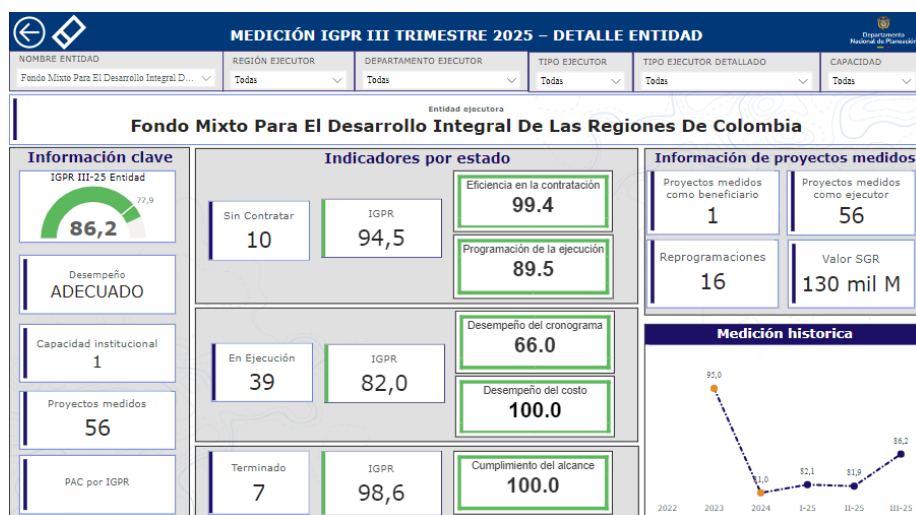 MEDICIÓN IGPR III TRIMESTRE 2025 – DETALLE ENTIDAD
Departamento
Nacional de Planeación
NOMBRE ENTIDAD
Fondo Mixto Para El Desarrollo Integral D...
REGIÓN EJECUTOR
Todas
DEPARTAMENTO EJECUTOR
Todas
TIPO EJECUTOR
Todas
TIPO EJECUTOR DETALLADO
Todas
CAPACIDAD
Todas
Entidad ejecutora
Fondo Mixto Para El Desarrollo Integral De Las Regiones De Colombia
Información clave
IGPR III-25 Entidad
77,9
86,2
Desempeño
ADECUADO
Capacidad institucional
1
Proyectos medidos
56
PAC por IGPR
Indicadores por estado
Sin Contratar
10
IGPR
94,5
Eficiencia en la contratación
99.4
Programación de la ejecución
89.5
En Ejecución
39
IGPR
82,0
Desempeño del cronograma
66.0
Desempeño del costo
100.0
Terminado
7
IGPR
98,6
Cumplimiento del alcance
100.0
Información de proyectos medidos
Proyectos medidos
como beneficiario
1
Proyectos medidos
como ejecutor
56
Reprogramaciones
16
Valor SGR
130 mil M
Medición historica
95,0
81,0
82,1
81,9
86,2
2022 2023 2024 I-25 II-25 III-25